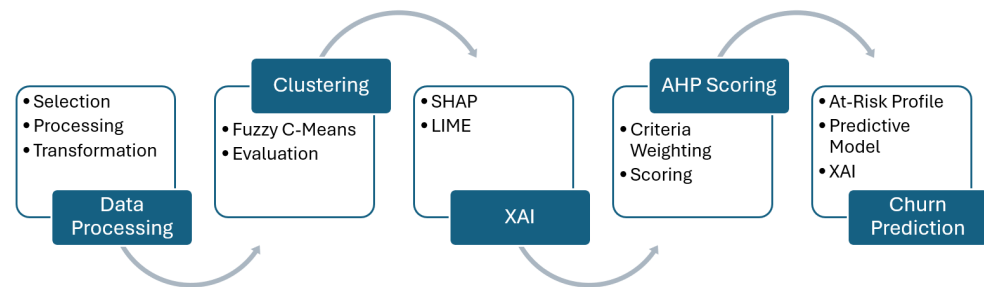 • Selection
• Processing
• Transformation
Data
Processing
Clustering
• Fuzzy C-Means
• Evaluation
• SHAP
• LIME
XAI
AHP Scoring
• Criteria
Weighting
• Scoring
• At-Risk Profile
• Predictive
Model
• XAI
Churn
Prediction